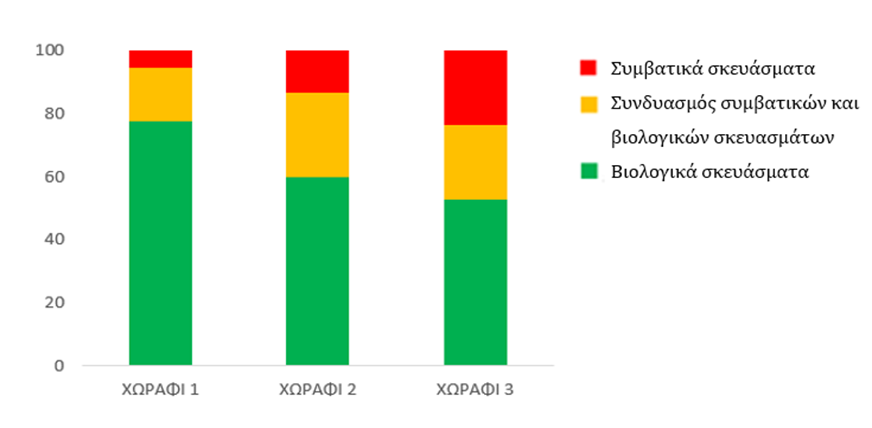 100
80
60
40
20
0
ΧΩΡΑΦΙ 1
ΧΩΡΑΦΙ 2
ΧΩΡΑΦΙ 3
Συμβατικά σκευάσματα
Συνδυασμός συμβατικών και
βιολογικών σκευασμάτων
Βιολογικά σκευάσματα